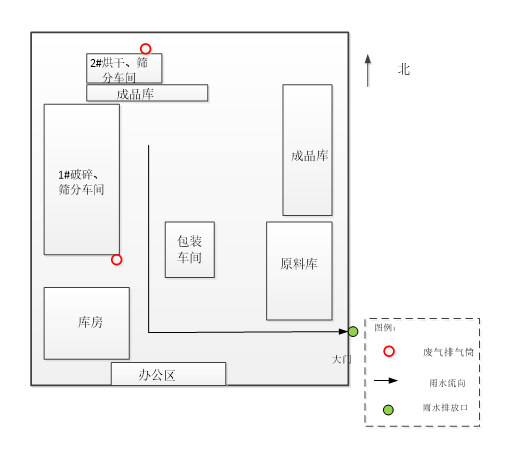 2#烘干、筛
分车间
成品库
北
1#破碎、
筛分车间
成品库
包装
车间
原料库
库房
大门
办公区
图例：
废气排气筒
雨水流向
雨水排放口